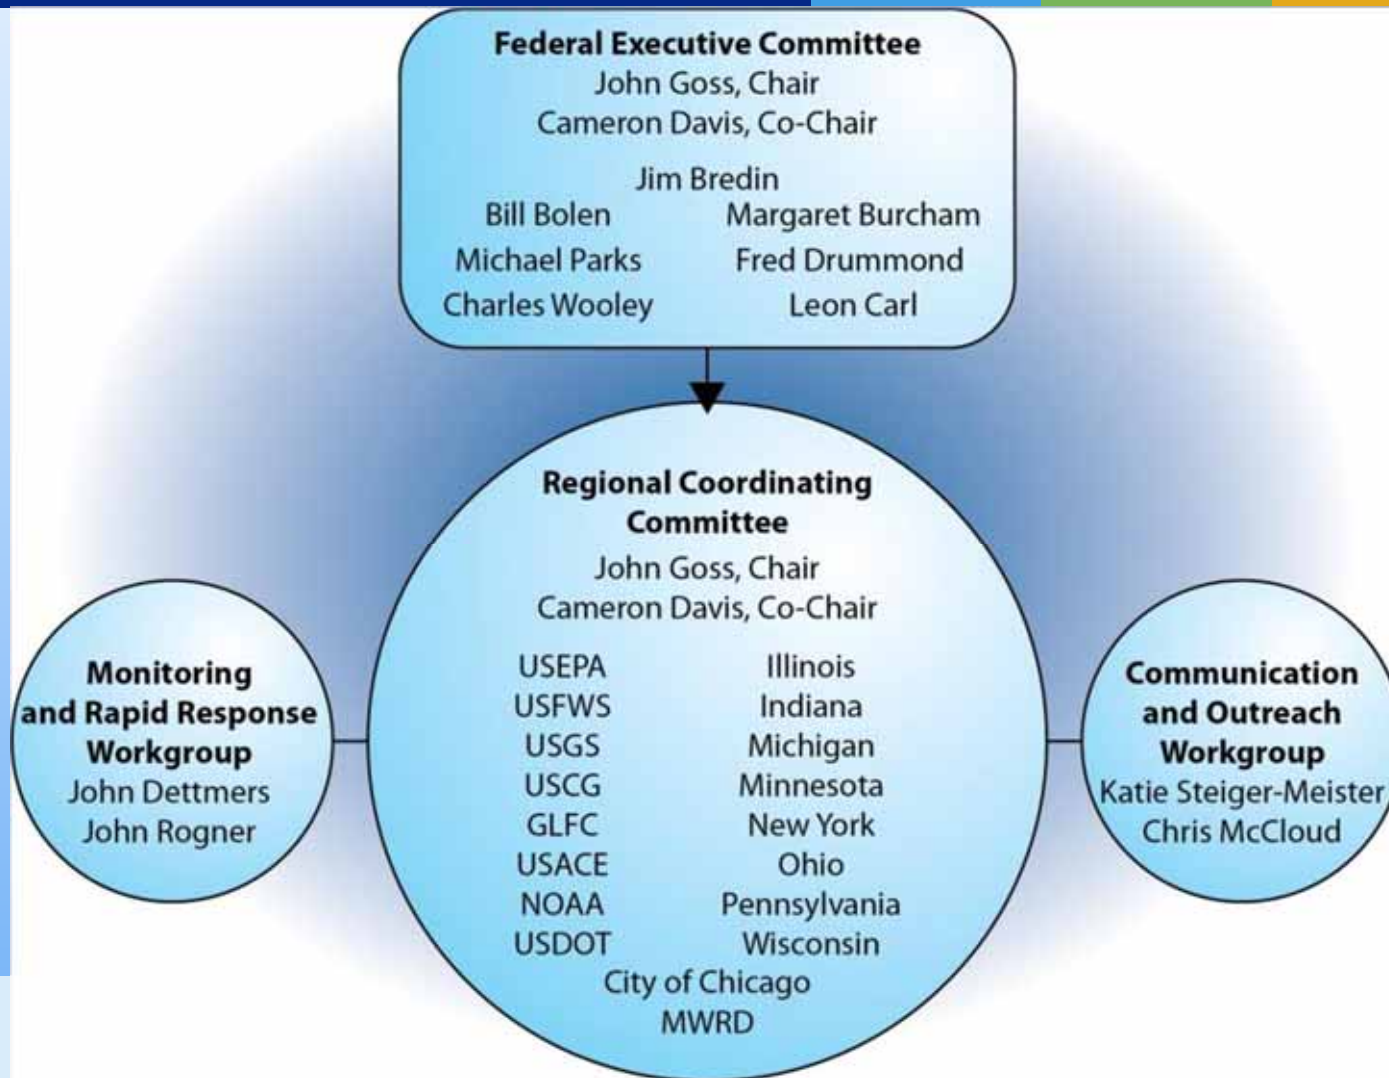 Federal Executive Committee
John Goss, Chair
Cameron Davis, Co-Chair
Jim Bredin
Bill Bolen Margaret Burcham
Michael Parks Fred Drummond
Charles Wooley Leon Carl
Regional Coordinating
Committee
John Goss, Chair
Cameron Davis, Co-Chair
USEPA Illinois
USFWS Indiana
USGS Michigan
USCG Minnesota
GLFC New York
USACE Ohio
NOAA Pennsylvania
USDOT Wisconsin
City of Chicago
MWRD
Monitoring
and Rapid Response
Workgroup
John Dettmers
John Rogner
Communication
and Outreach
Workgroup
Katie Steiger-Meister
Chris McCloud